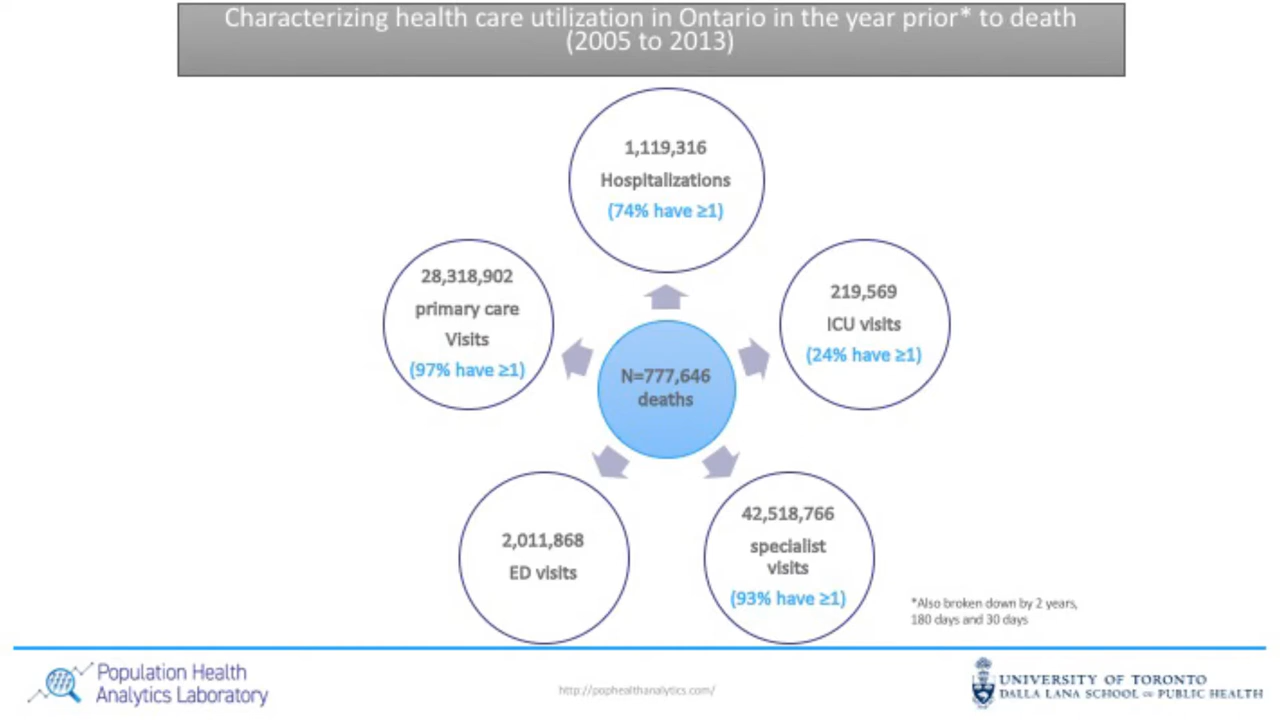 Characterizing health care utilization in Ontario in the year prior* to death
(2005 to 2013)
1,119,316
Hospitalizations
(74% have ≥1)
28,318,902
primary care
Visits
(97% have ≥1)
219,569
ICU visits
(24% have ≥1)
N=777,646
deaths
2,011,868
ED visits
42,518,766
specialist
visits
(93% have ≥1)
*Also broken down by 2 years,
180 days and 30 days
Population Health
Analytics Laboratory
http://pophealthanalytics.com/
UNIVERSITY OF TORONTO
DALLA LANA SCHOOL OF PUBLIC HEALTH